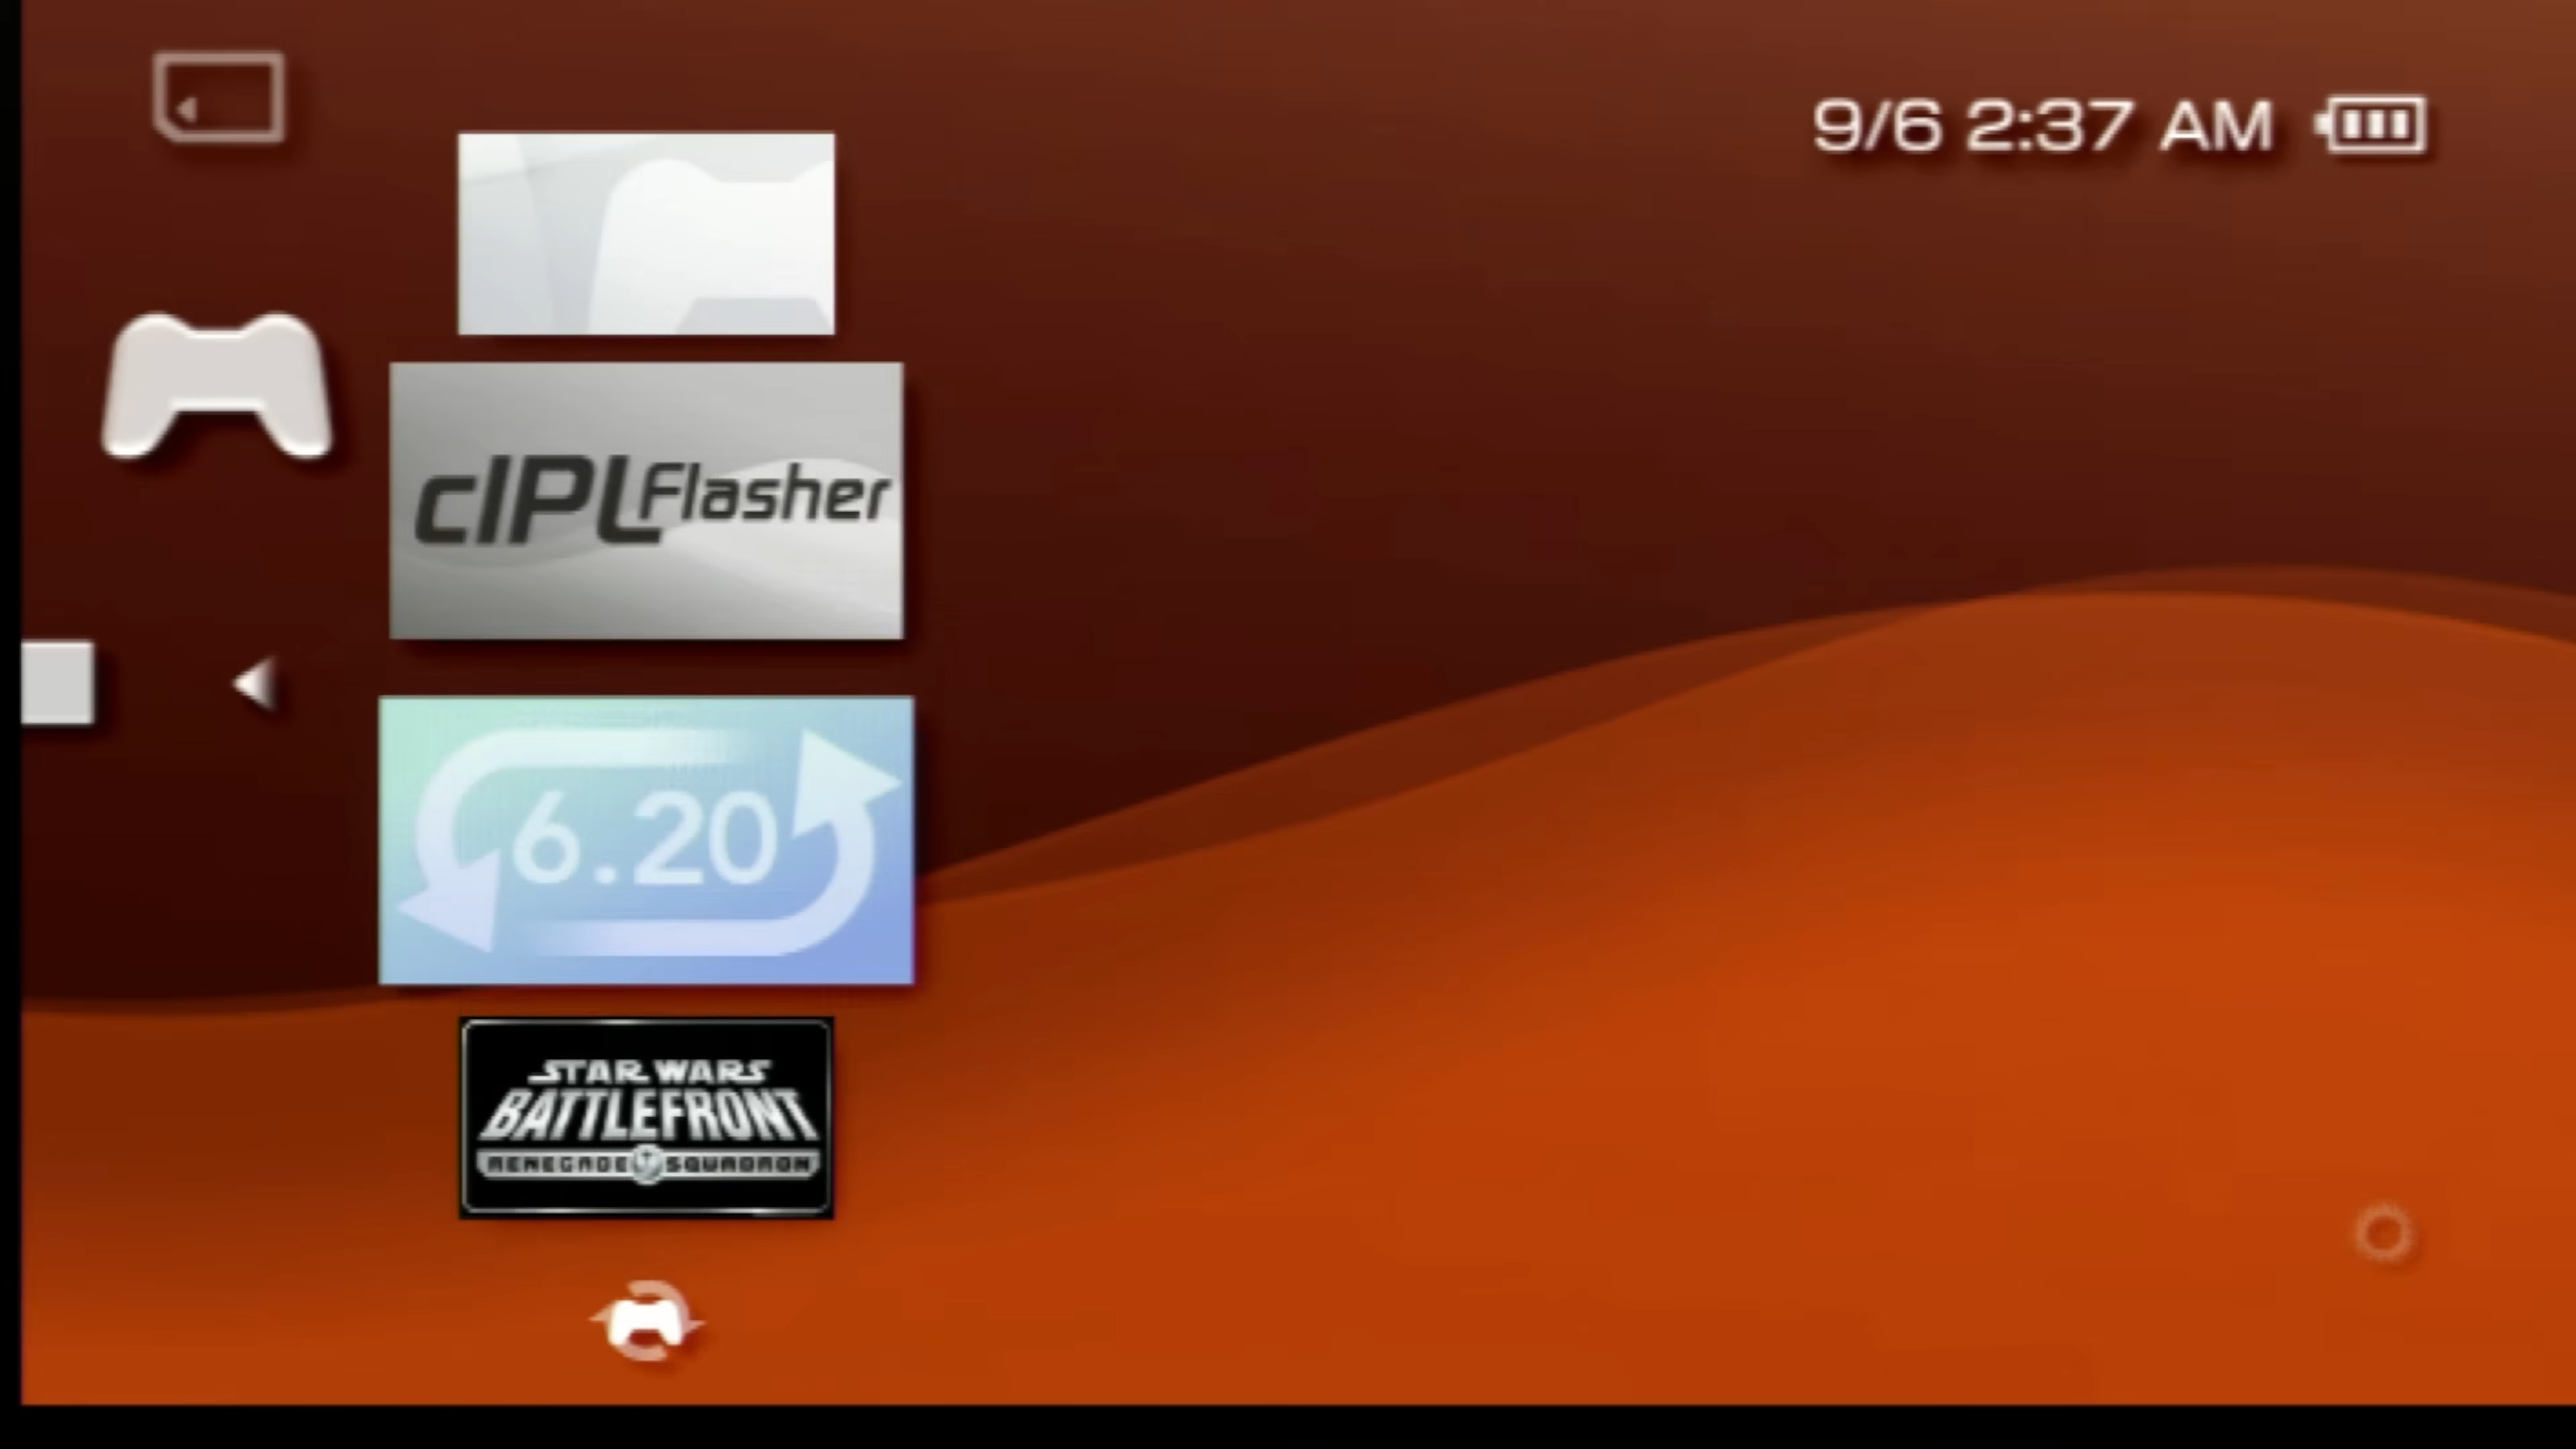 9/6 2:37 AM
cIPL Flasher
6.20
STAR WARS
BATTLEFRONT
RENEGADE SQUADRON